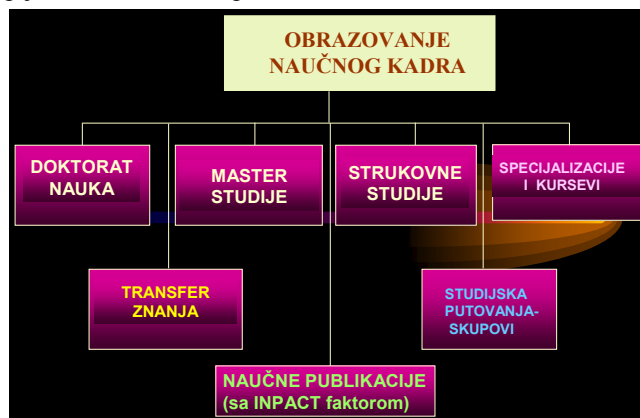 OBRAZOVANJE
NAUČNOG KADRA
DOKTORAT
NAUKA
MASTER
STUDIJE
STRUKOVNE
STUDIJE
SPECIJALIZACIJE
I KURSEVI
TRANSFER
ZNANJA
STUDIJSKA
PUTOVANJA-
SKUPOVI
NAUČNE PUBLIKACIJE
(sa INPACT faktorom)